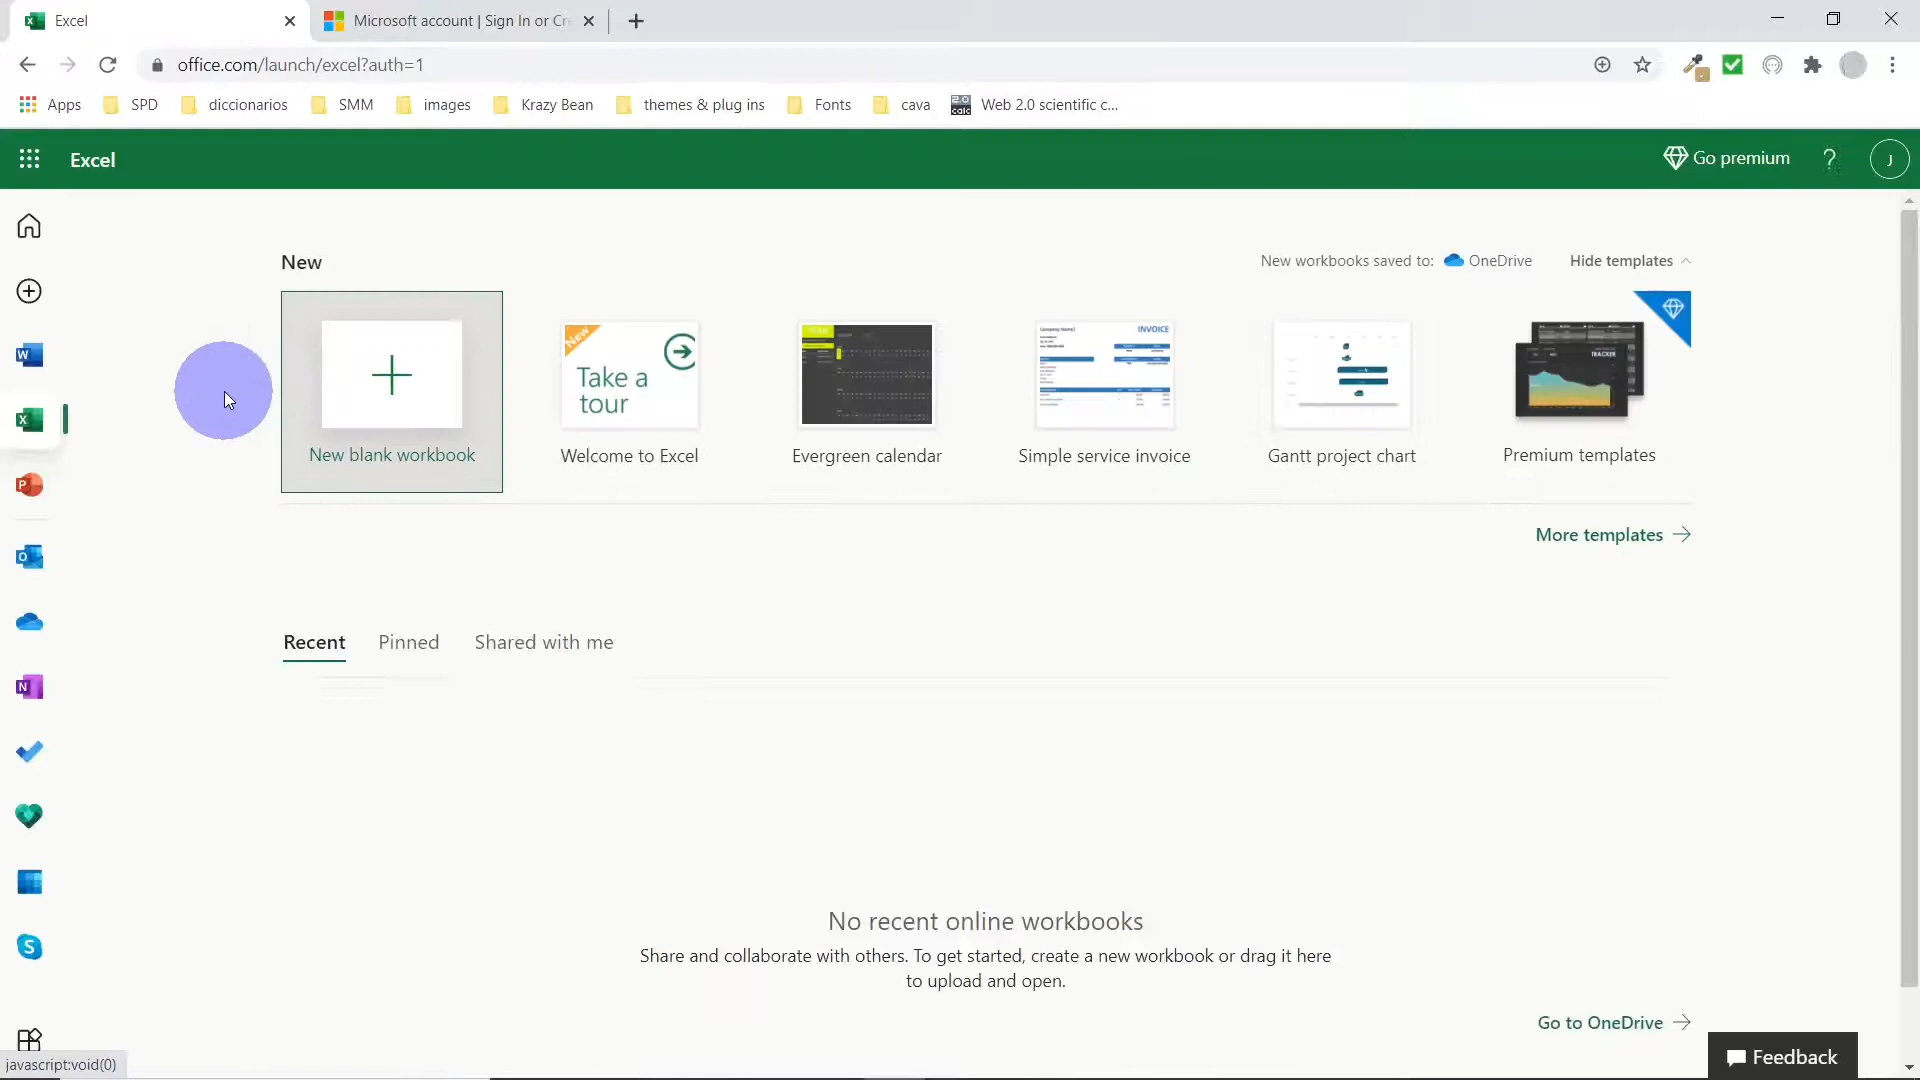 Excel
Microsoft account | Sign In or Cr
office.com/launch/excel?auth=1
Apps
SPD
diccionarios
SMM
images
Krazy Bean
themes & plug ins
Fonts
cava
Web 2.0 scientific c...
Excel
Go premium
?
J
New
New workbooks saved to: OneDrive
Hide templates
New blank workbook
New
Take a
tour
Welcome to Excel
Evergreen calendar
INVOICE
Simple service invoice
Gantt project chart
TRACKER
Premium templates
More templates
Recent
Pinned
Shared with me
No recent online workbooks
Share and collaborate with others. To get started, create a new workbook or drag it here
to upload and open.
Go to OneDrive
javascript:void(0)
Feedback